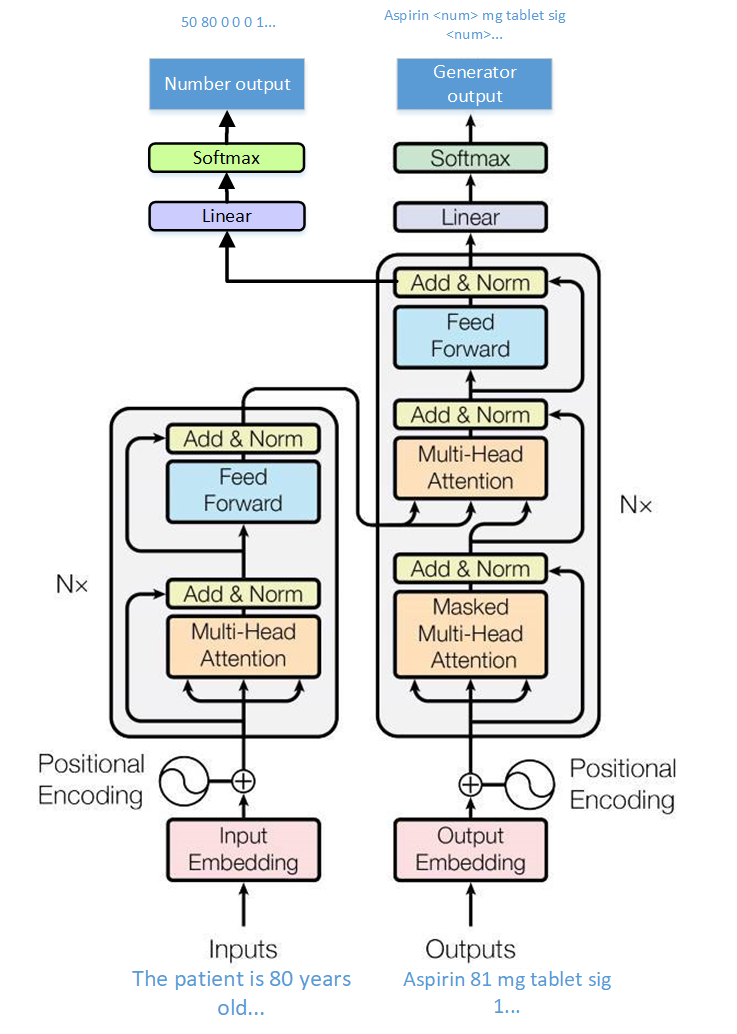 50 80 0 0 0 1...
Aspirin <num> mg tablet sig
<num>...
Number output
Generator
output
Softmax
Softmax
Linear
Linear
Add & Norm
Feed
Forward
Add & Norm
Multi-Head
Attention
Add & Norm
Feed
Forward
N×
Add & Norm
Masked
Multi-Head
Attention
N×
Add & Norm
Multi-Head
Attention
Positional
Encoding
Positional
Encoding
Input
Embedding
Output
Embedding
Inputs
Outputs
The patient is 80 years
old...
Aspirin 81 mg tablet sig
1...